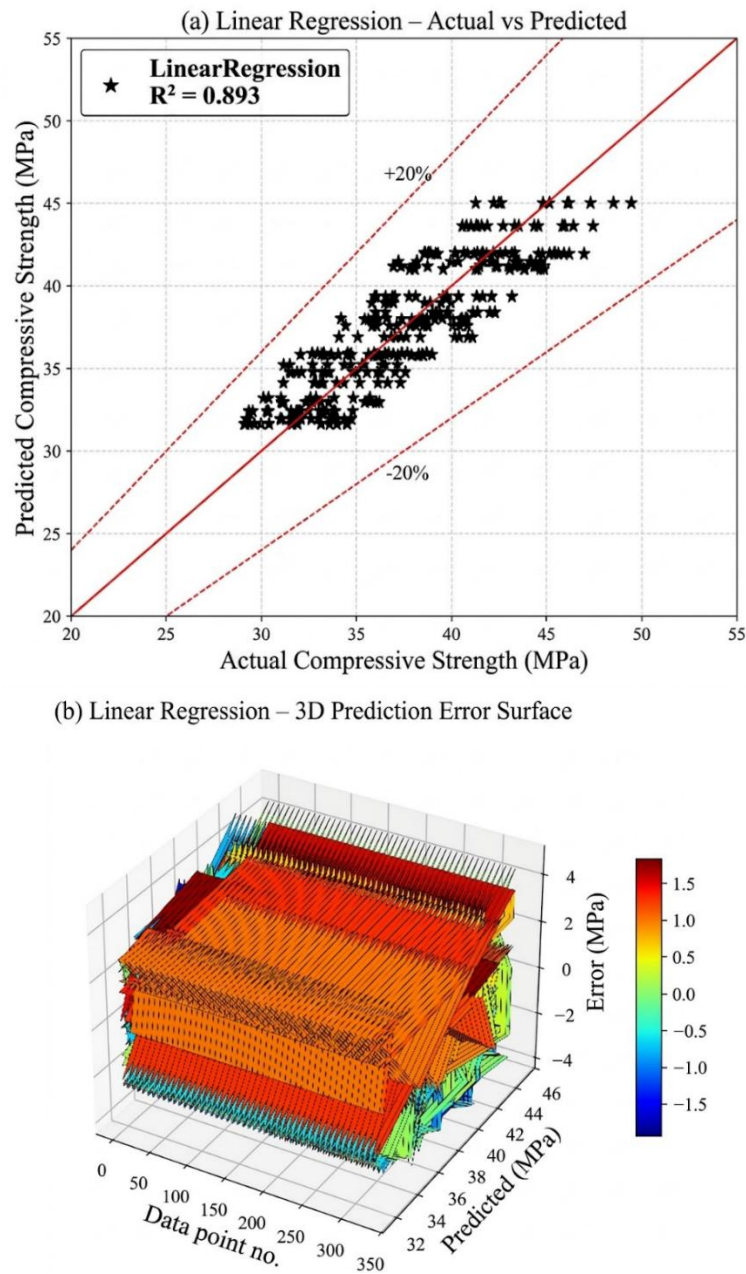 (a) Linear Regression – Actual vs Predicted
LinearRegression
R² = 0.893
+20%
-20%
55
50
45
40
35
30
25
20
Predicted Compressive Strength (MPa)
20 25 30 35 40 45 50 55
Actual Compressive Strength (MPa)
(b) Linear Regression – 3D Prediction Error Surface
4
2
0
−2
−4
Error (MPa)
1.5
1.0
0.5
0.0
−0.5
−1.0
−1.5
46
44
42
40
38
36
34
32
Predicted (MPa)
0 50 100 150 200 250 300 350
Data point no.